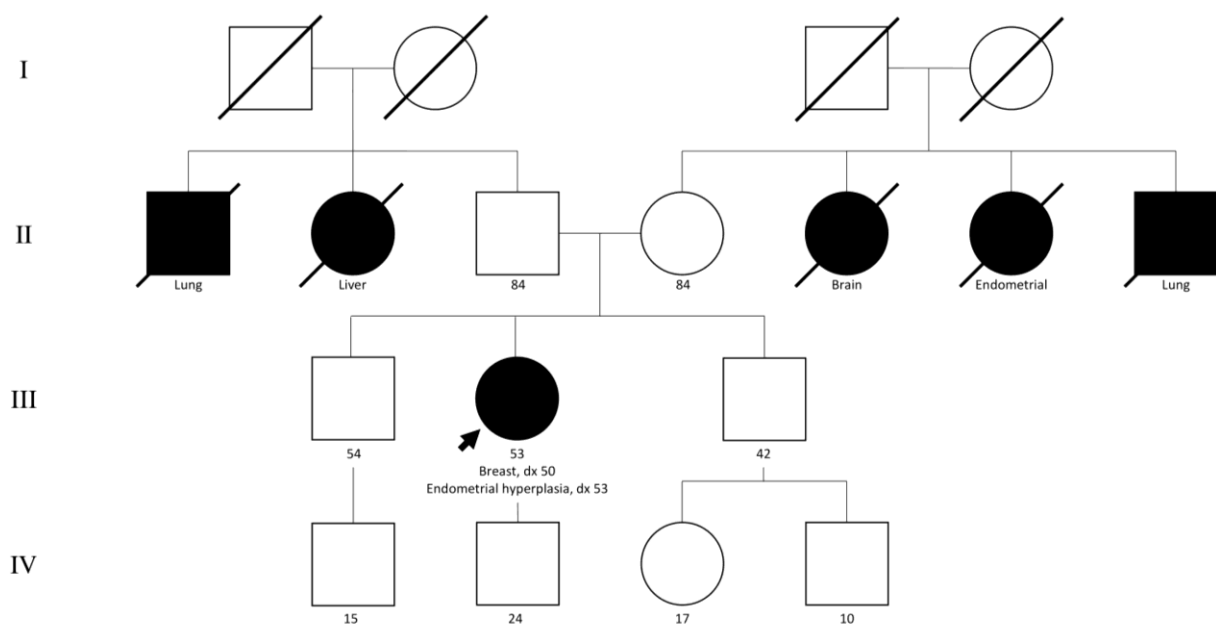 I
II
Lung
Liver
84
84
Brain
Endometrial
Lung
III
54
53
42
Breast, dx 50
Endometrial hyperplasia, dx 53
IV
15
24
17
10